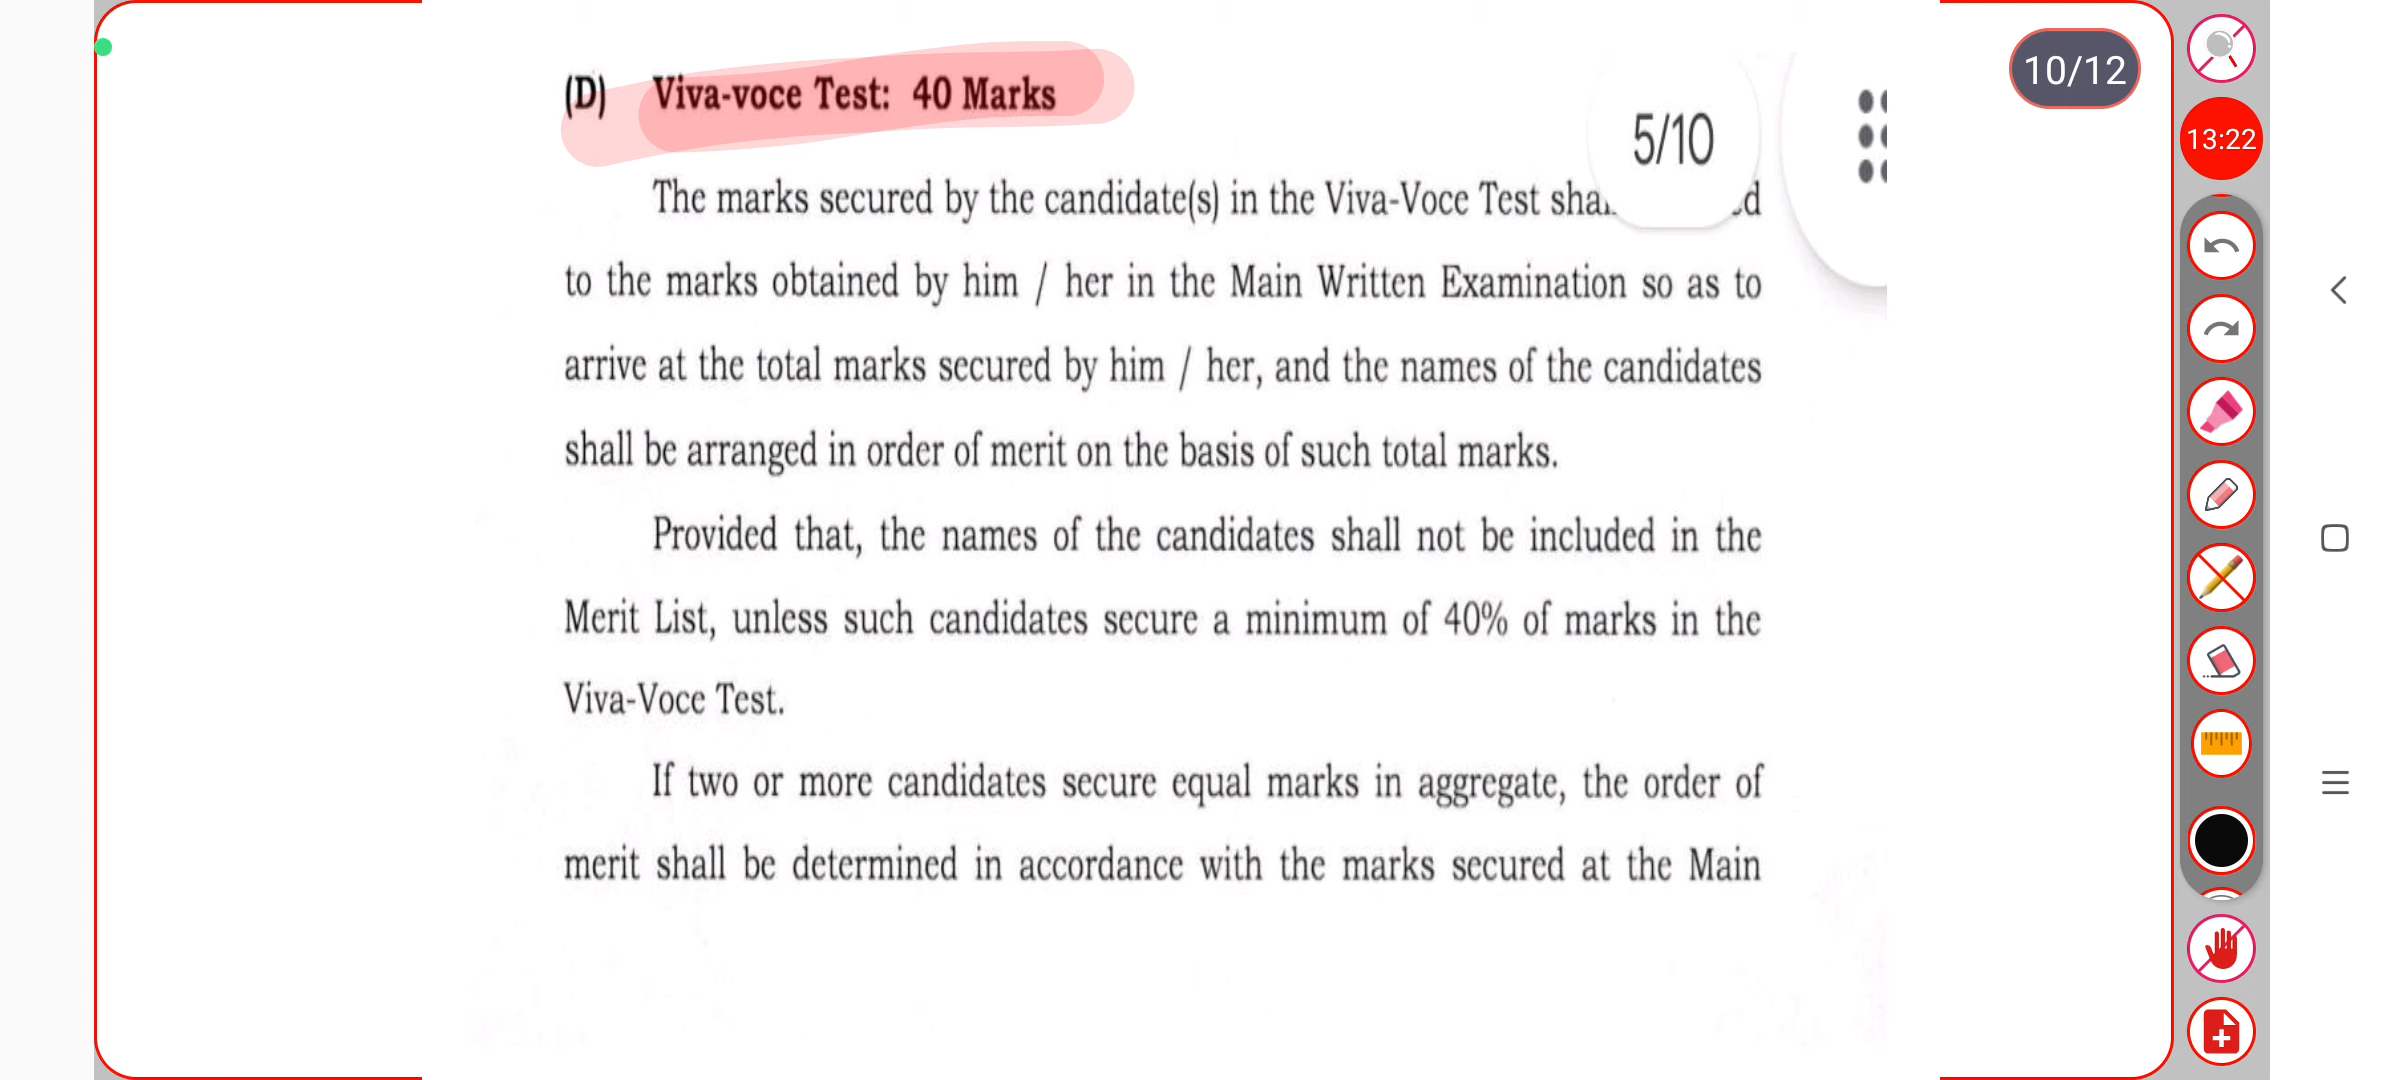 (D) Viva-voce Test: 40 Marks
10/12
5/10
13:22
The marks secured by the candidate(s) in the Viva-Voce Test
to the marks obtained by him / her in the Main Written Examination so as to
arrive at the total marks secured by him / her, and the names of the candidates
shall be arranged in order of merit on the basis of such total marks.
Provided that, the names of the candidates shall not be included in the
Merit List, unless such candidates secure a minimum of 40% of marks in the
Viva-Voce Test.
If two or more candidates secure equal marks in aggregate, the order of
merit shall be determined in accordance with the marks secured at the Main